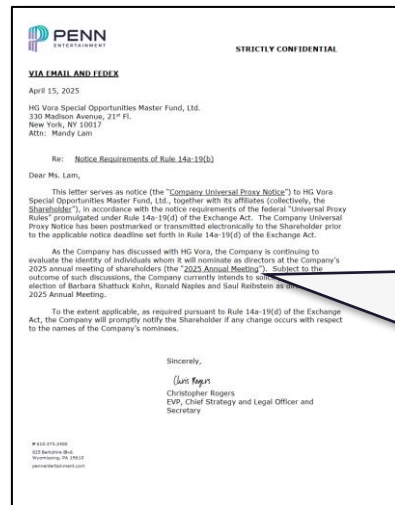 PENN
ENTERTAINMENT
STRICTLY CONFIDENTIAL
VIA EMAIL AND FEDEX
April 15, 2025
HG Vora Special Opportunities Master Fund, Ltd.
330 Madison Avenue, 21st Fl.
New York, NY 10017
Attn: Mandy Lam
Re: Notice Requirements of Rule 14a-19(b)
Dear Ms. Lam,
This letter serves as notice (the "Company Universal Proxy Notice") to HG Vora
Special Opportunities Master Fund, Ltd., together with its affiliates (collectively, the
Shareholder"), in accordance with the notice requirements of the federal "Universal Proxy
Rules" promulgated under Rule 14a-19(d) of the Exchange Act. The Company Universal
Proxy Notice has been postmarked or transmitted electronically to the Shareholder prior
to the applicable notice deadline set forth in Rule 14a-19(d) of the Exchange Act.
As the Company has discussed with HG Vora, the Company is continuing to
evaluate the identity of individuals whom it will nominate as directors at the Company's
2025 annual meeting of shareholders (the "2025 Annual Meeting"). Subject to the
outcome of such discussions, the Company currently intends to
election of Barbara Shattuck Kohn, Ronald Naples and Saul Reibstein as
2025 Annual Meeting.
To the extent applicable, as required pursuant to Rule 14a-19(d) of the Exchange
Act, the Company will promptly notify the Shareholder if any change occurs with respect
to the names of the Company's nominees.
Sincerely,
Chris Rogers
Christopher Rogers
EVP, Chief Strategy and Legal Officer and
Secretary
P 610.373.2400
825 Berkshire Blvd.
Wyomissing, PA 19610
pennentertainment.com